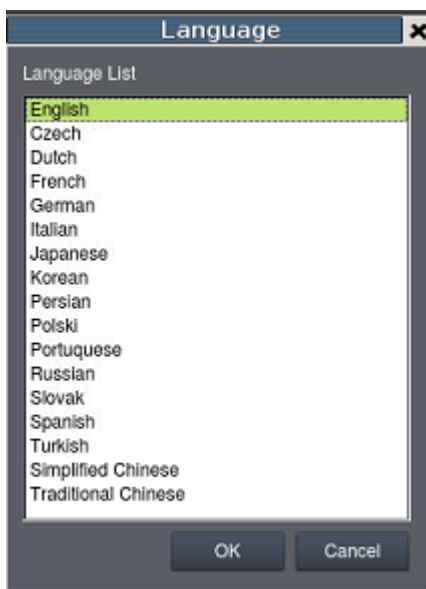 Language
Language List
English
Czech
Dutch
French
German
Italian
Japanese
Korean
Persian
Polski
Portuquese
Russian
Slovak
Spanish
Turkish
Simplified Chinese
Traditional Chinese
OK Cancel